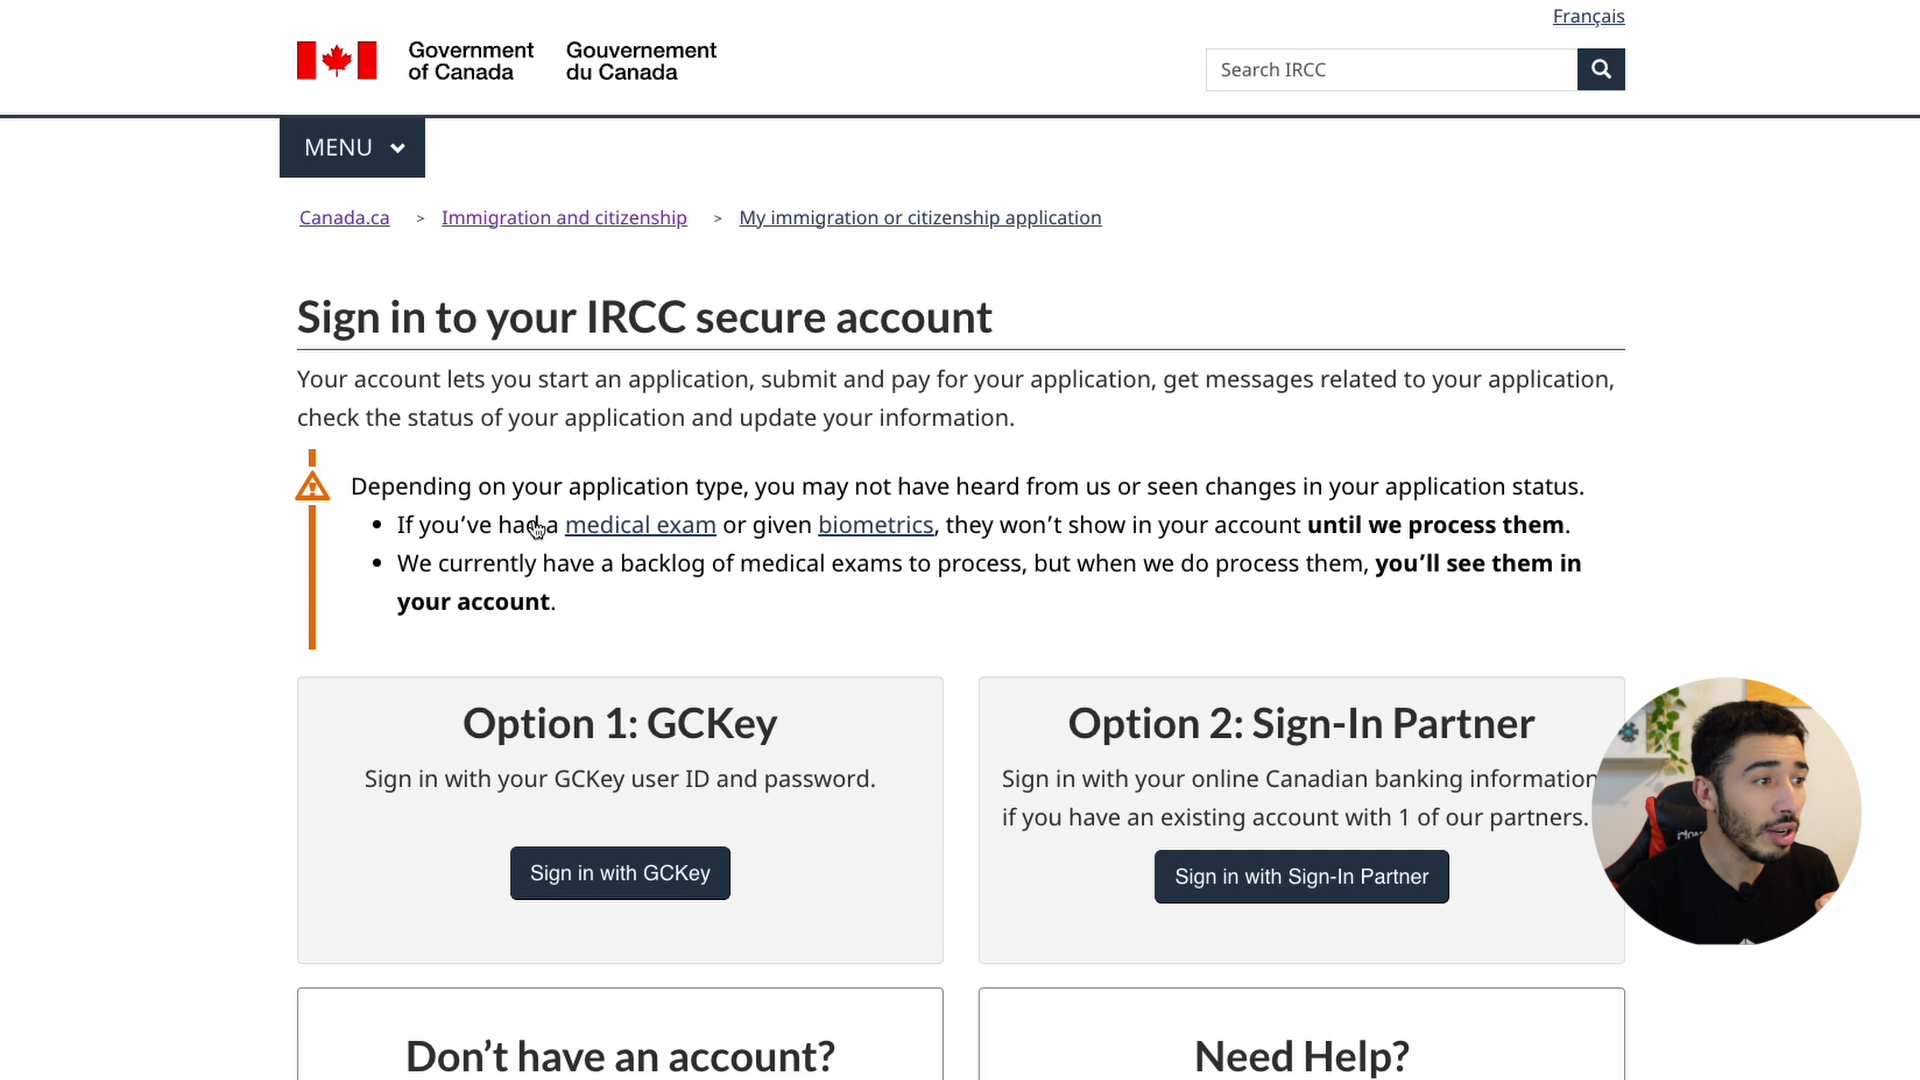 Français
Government
of Canada
Gouvernement
du Canada
Search IRCC
MENU
Canada.ca > Immigration and citizenship > My immigration or citizenship application
Sign in to your IRCC secure account
Your account lets you start an application, submit and pay for your application, get messages related to your application,
check the status of your application and update your information.
Depending on your application type, you may not have heard from us or seen changes in your application status.
• If you’ve had a medical exam or given biometrics, they won’t show in your account until we process them.
• We currently have a backlog of medical exams to process, but when we do process them, you’ll see them in
your account.
Option 1: GCKey
Sign in with your GCKey user ID and password.
Sign in with GCKey
Option 2: Sign-In Partner
Sign in with your online Canadian banking information
if you have an existing account with 1 of our partners.
Sign in with Sign-In Partner
Don’t have an account?
Need Help?